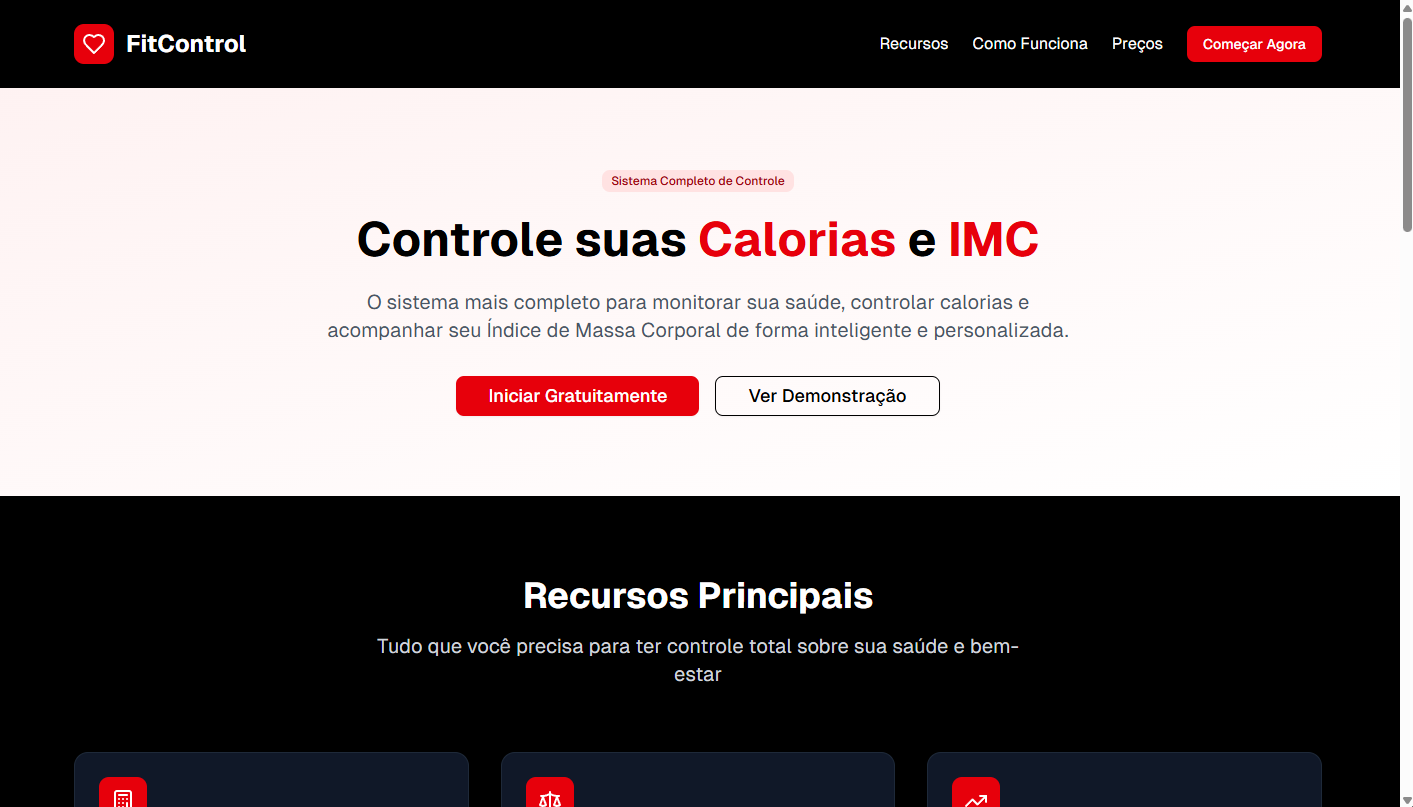 FitControl
Recursos
Como Funciona
Preços
Começar Agora
Sistema Completo de Controle
Controle suas Calorias e IMC
O sistema mais completo para monitorar sua saúde, controlar calorias e
acompanhar seu Índice de Massa Corporal de forma inteligente e personalizada.
Iniciar Gratuitamente
Ver Demonstração
Recursos Principais
Tudo que você precisa para ter controle total sobre sua saúde e bem-
estar